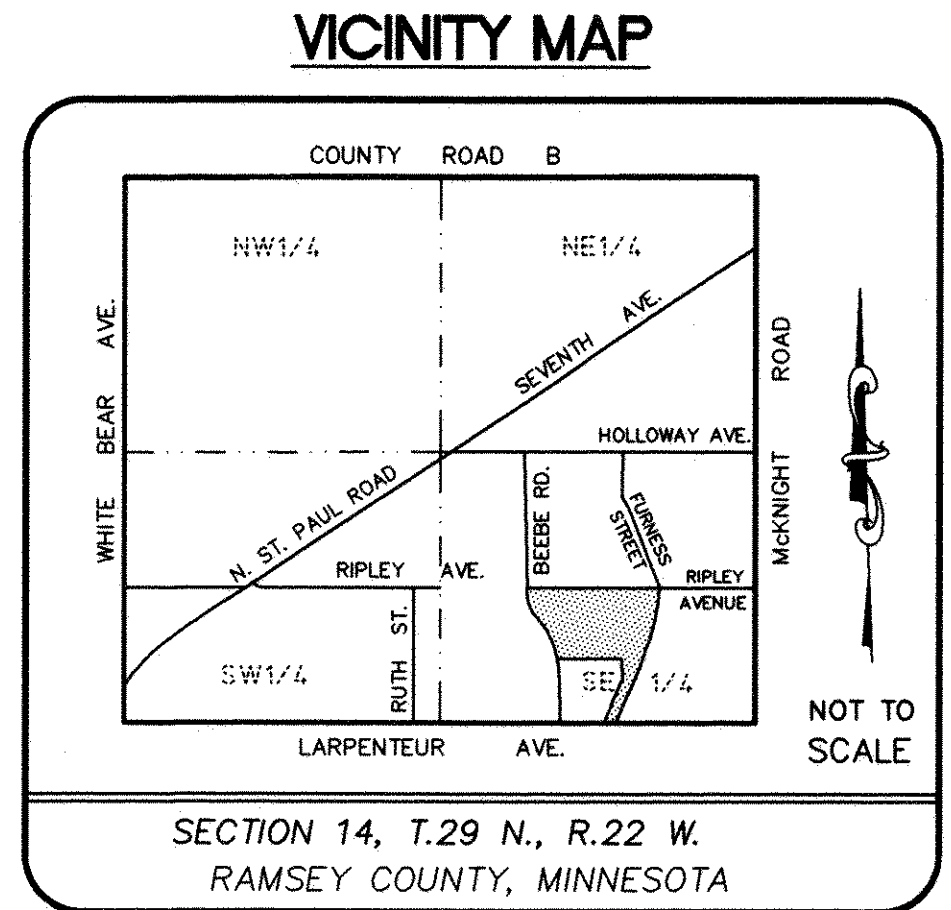 VICINITY MAP
COUNTY ROAD B
NW1/4
NE1/4
WHITE BEAR AVE.
SEVENTH AVE.
McKNIGHT ROAD
HOLLOWAY AVE.
N. ST. PAUL ROAD
BEEBE RD.
FURNESS
STREET
RIPLEY AVE.
RIPLEY
AVENUE
RUTH ST.
SW1/4
SE 1/4
NOT TO
SCALE
LARPENTEUR AVE.
SECTION 14, T.29 N., R.22 W.
RAMSEY COUNTY, MINNESOTA